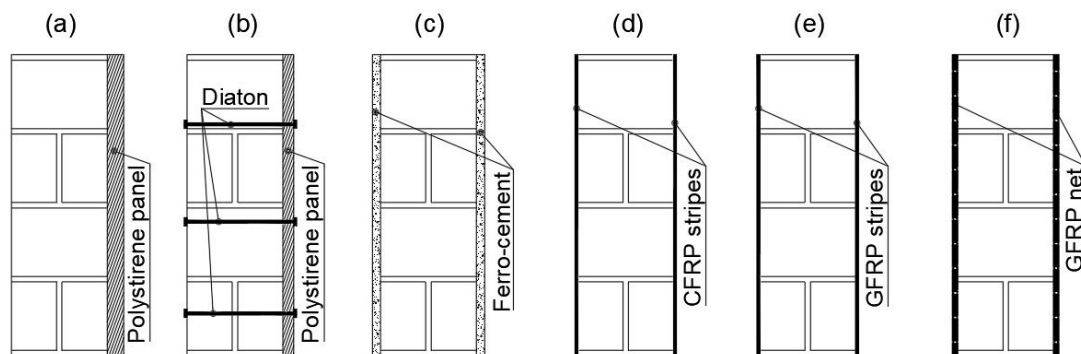 (a)
(b)
(c)
(d)
(e)
(f)
Diaton
Polystirene panel
Polystirene panel
Ferro-cement
CFRP stripes
GFRP stripes
GFRP net